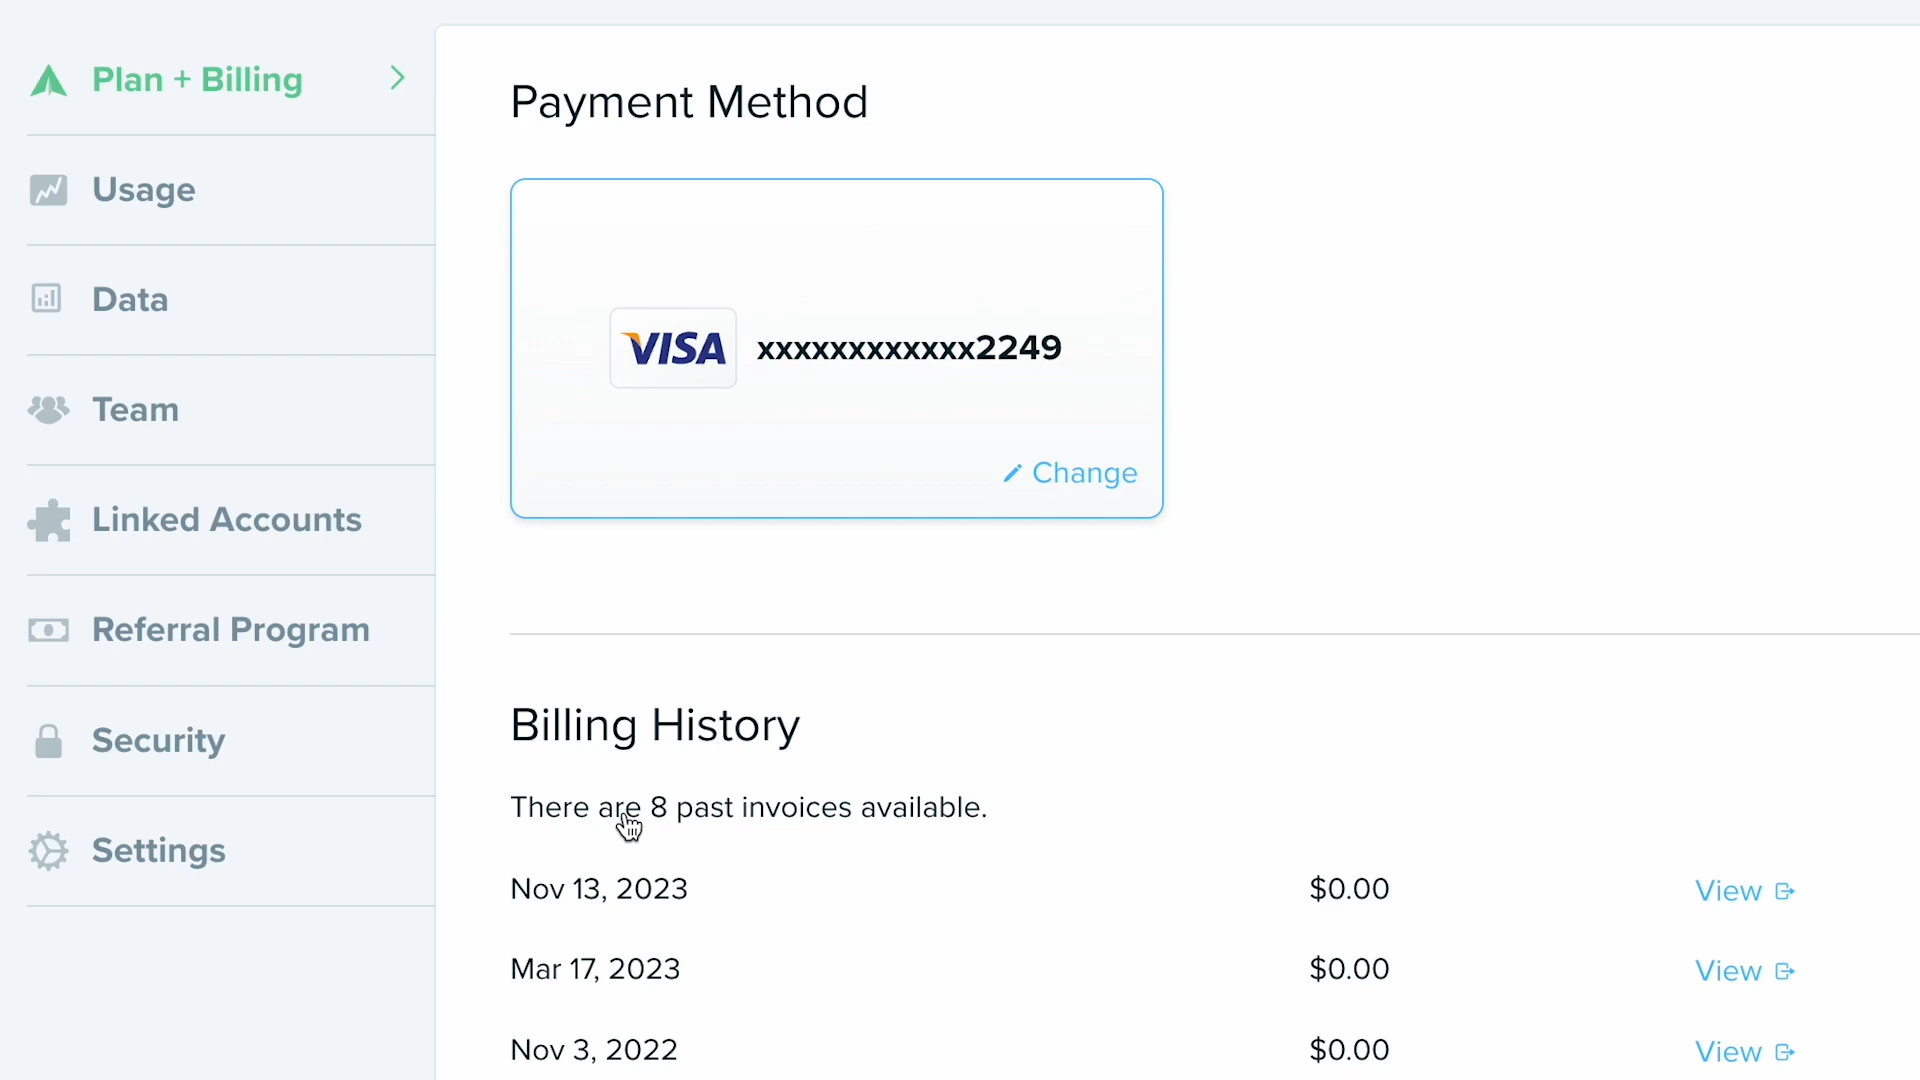 Plan + Billing
Usage
Data
Team
Linked Accounts
Referral Program
Security
Settings
Payment Method
VISA xxxxxxxxxxxx2249
Change
Billing History
There are 8 past invoices available.
Nov 13, 2023 $0.00 View
Mar 17, 2023 $0.00 View
Nov 3, 2022 $0.00 View